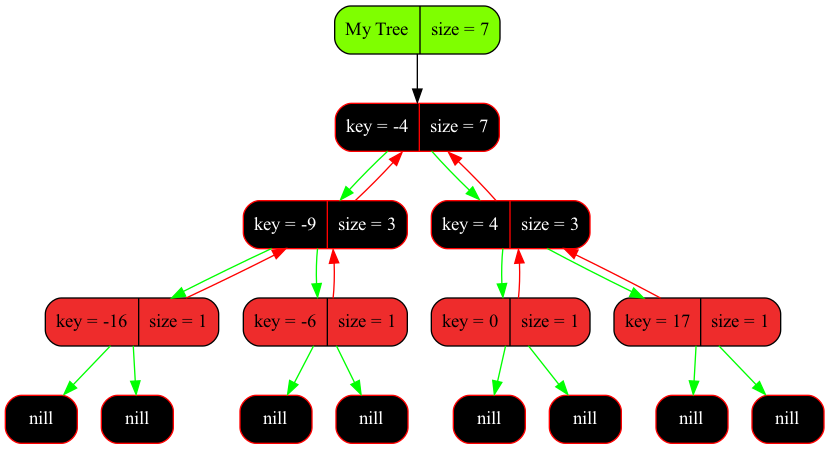 My Tree size = 7
key = -4 size = 7
key = -9 size = 3 key = 4 size = 3
key = -16 size = 1 key = -6 size = 1 key = 0 size = 1 key = 17 size = 1
nill nill nill nill nill nill nill nill